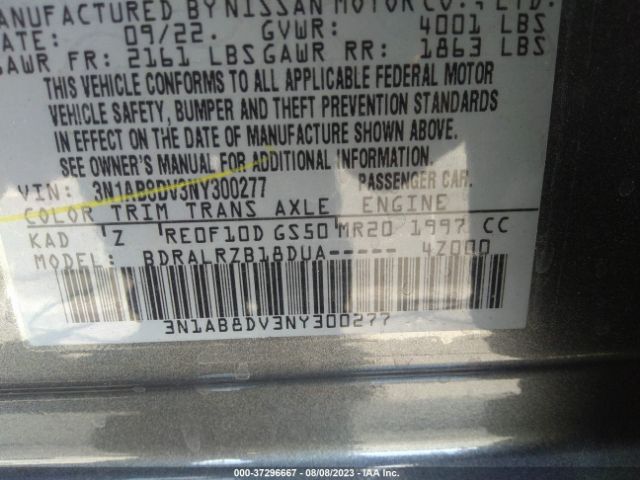 MANUFACTURED BY NISSAN MOTOR CO., LTD.
DATE: 09/22. GVWR: 4001 LBS
GAWR FR: 2161 LBS GAWR RR: 1863 LBS
THIS VEHICLE CONFORMS TO ALL APPLICABLE FEDERAL MOTOR
VEHICLE SAFETY, BUMPER AND THEFT PREVENTION STANDARDS
IN EFFECT ON THE DATE OF MANUFACTURE SHOWN ABOVE.
SEE OWNER'S MANUAL FOR ADDITIONAL INFORMATION.
VIN: 3N1AB8DV3NY300277 PASSENGER CAR.
COLOR TRIM TRANS AXLE ENGINE
KAD Z RE0F10D GS50 MR20 1997 CC
MODEL: BDRALRZB18DUA----- 4Z000
3N1AB8DV3NY300277
000-37296667 - 08/08/2023 - IAA Inc.